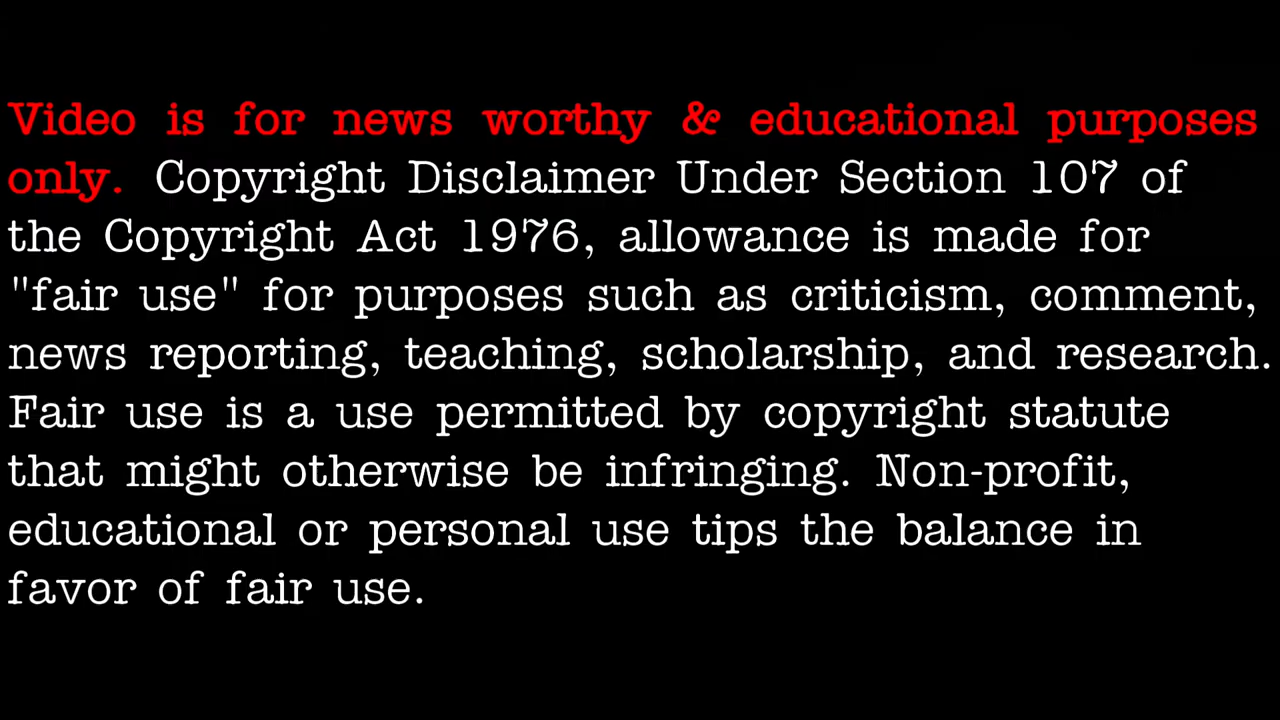 Video is for news worthy & educational purposes
only. Copyright Disclaimer Under Section 107 of
the Copyright Act 1976, allowance is made for
"fair use" for purposes such as criticism, comment,
news reporting, teaching, scholarship, and research.
Fair use is a use permitted by copyright statute
that might otherwise be infringing. Non-profit,
educational or personal use tips the balance in
favor of fair use.